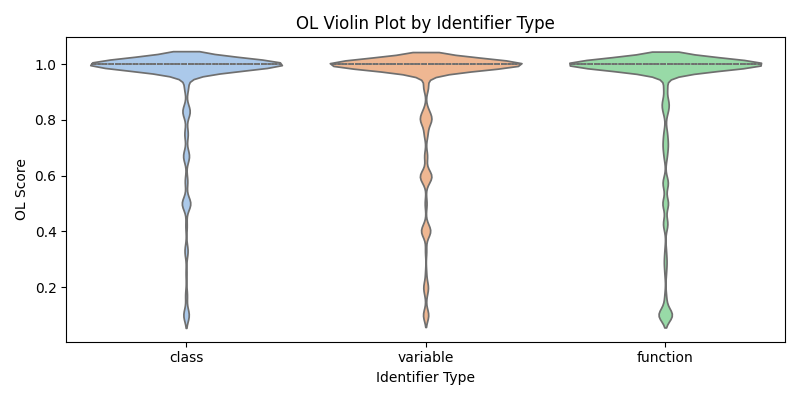 OL Violin Plot by Identifier Type
1.0
0.8
0.6
0.4
0.2
OL Score
class
variable
function
Identifier Type